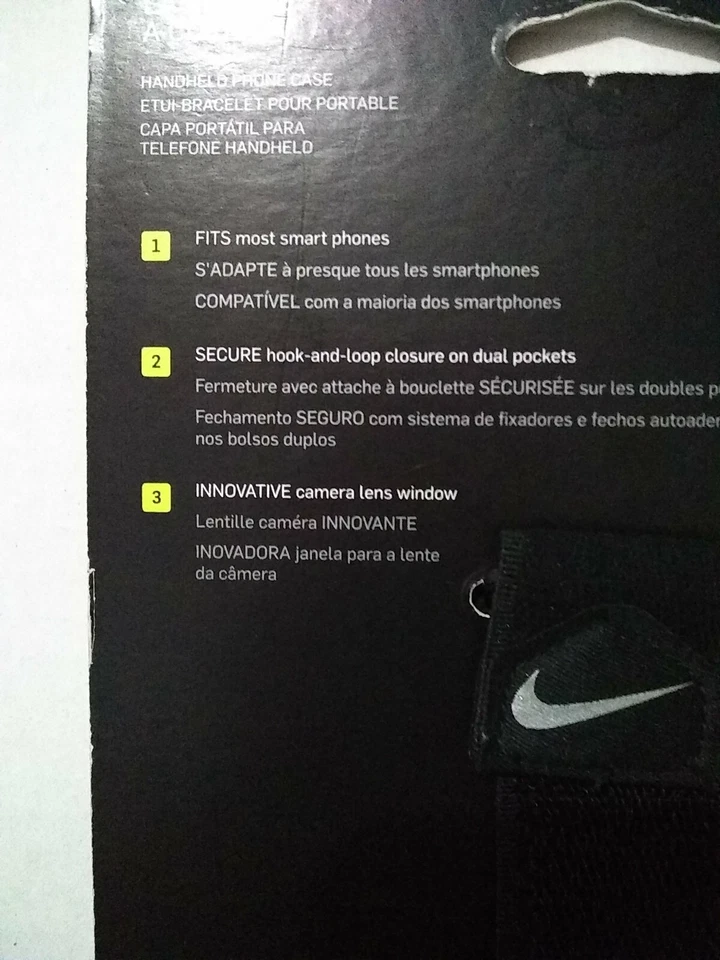 HANDHELD PHONE CASE
ETUI-BRACELET POUR PORTABLE
CAPA PORTÁTIL PARA
TELEFONE HANDHELD
1
FITS most smart phones
S'ADAPTE à presque tous les smartphones
COMPATÍVEL com a maioria dos smartphones
2
SECURE hook-and-loop closure on dual pockets
Fermeture avec attache à bouclette SÉCURISÉE sur les doubles
Fechamento SEGURO com sistema de fixadores e fechos
nos bolsos duplos
3
INNOVATIVE camera lens window
Lentille caméra INNOVANTE
INOVADORA janela para a lente
da câmera